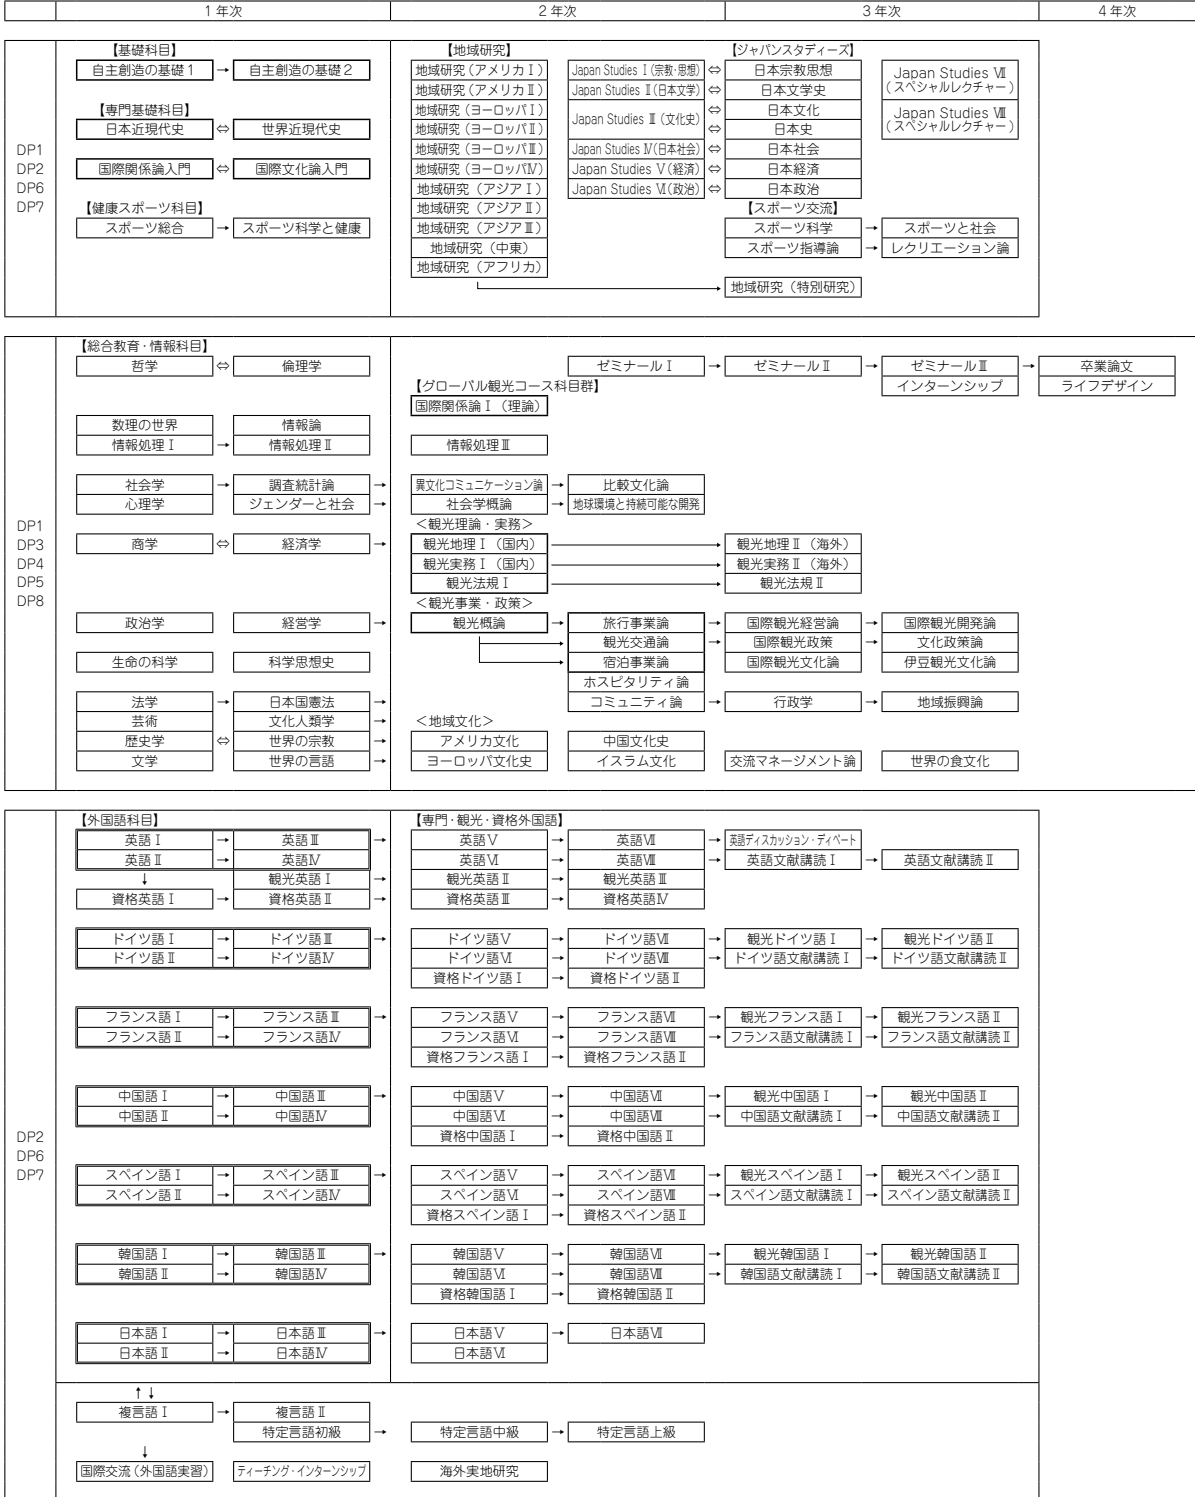 1年次 2年次 3年次 4年次
【基礎科目】 【地域研究】 【ジャパンスタディーズ】
自主創造の基礎1 → 自主創造の基礎2 地域研究(アメリカⅠ) Japan Studies Ⅰ(宗教・思想) ⇔ 日本宗教思想 Japan Studies Ⅶ
(スペシャルレクチャー)
地域研究(アメリカⅡ) Japan Studies Ⅱ(日本文学) ⇔ 日本文学史
【専門基礎科目】 地域研究(ヨーロッパⅠ) Japan Studies Ⅲ(文化史) ⇔ 日本文化 Japan Studies Ⅷ
(スペシャルレクチャー)
日本近現代史 ⇔ 世界近現代史 地域研究(ヨーロッパⅡ) ⇔ 日本史
DP1 地域研究(ヨーロッパⅢ) Japan Studies Ⅳ(日本社会) ⇔ 日本社会
DP2 国際関係論入門 ⇔ 国際文化論入門 地域研究(ヨーロッパⅣ) Japan Studies Ⅴ(経済) ⇔ 日本経済
DP6 地域研究(アジアⅠ) Japan Studies Ⅵ(政治) ⇔ 日本政治
DP7 【健康スポーツ科目】 地域研究(アジアⅡ) 【スポーツ交流】
スポーツ総合 → スポーツ科学と健康 地域研究(アジアⅢ) スポーツ科学 → スポーツと社会
地域研究(中東) スポーツ指導論 → レクリエーション論
地域研究(アフリカ)
→ 地域研究(特別研究)
【総合教育・情報科目】
哲学 ⇔ 倫理学 ゼミナールⅠ → ゼミナールⅡ → ゼミナールⅢ → 卒業論文
【グローバル観光コース科目群】 インターンシップ ライフデザイン
国際関係論Ⅰ(理論)
数理の世界 情報論
情報処理Ⅰ → 情報処理Ⅱ 情報処理Ⅲ
社会学 → 調査統計論 → 異文化コミュニケーション論 → 比較文化論
心理学 ジェンダーと社会 → 社会学概論 → 地球環境と持続可能な開発
DP1 <観光理論・実務>
DP3 商学 ⇔ 経済学 → 観光地理Ⅰ(国内) → 観光地理Ⅱ(海外)
DP4 観光実務Ⅰ(国内) → 観光実務Ⅱ(海外)
DP5 観光法規Ⅰ → 観光法規Ⅱ
DP8 <観光事業・政策>
政治学 経営学 → 観光概論 → 旅行事業論 → 国際観光経営論 → 国際観光開発論
→ 観光交通論 → 国際観光政策 → 文化政策論
生命の科学 科学思想史 → 宿泊事業論 国際観光文化論 伊豆観光文化論
ホスピタリティ論
法学 → 日本国憲法 → コミュニティ論 → 行政学 → 地域振興論
芸術 文化人類学 → <地域文化>
歴史学 ⇔ 世界の宗教 → アメリカ文化 中国文化史
文学 世界の言語 → ヨーロッパ文化史 イスラム文化 交流マネージメント論 世界の食文化
【外国語科目】 【専門・観光・資格外国語】
英語Ⅰ → 英語Ⅲ → 英語Ⅴ → 英語Ⅶ → 英語ディスカッション・ディベート
英語Ⅱ → 英語Ⅳ 英語Ⅵ → 英語Ⅷ → 英語文献講読Ⅰ → 英語文献講読Ⅱ
↓ 観光英語Ⅰ → 観光英語Ⅱ → 観光英語Ⅲ
資格英語Ⅰ → 資格英語Ⅱ → 資格英語Ⅲ → 資格英語Ⅳ
ドイツ語Ⅰ → ドイツ語Ⅲ → ドイツ語Ⅴ → ドイツ語Ⅶ → 観光ドイツ語Ⅰ → 観光ドイツ語Ⅱ
ドイツ語Ⅱ → ドイツ語Ⅳ ドイツ語Ⅵ → ドイツ語Ⅷ → ドイツ語文献講読Ⅰ → ドイツ語文献講読Ⅱ
資格ドイツ語Ⅰ → 資格ドイツ語Ⅱ
フランス語Ⅰ → フランス語Ⅲ → フランス語Ⅴ → フランス語Ⅶ → 観光フランス語Ⅰ → 観光フランス語Ⅱ
フランス語Ⅱ → フランス語Ⅳ フランス語Ⅵ → フランス語Ⅷ → フランス語文献講読Ⅰ → フランス語文献講読Ⅱ
資格フランス語Ⅰ → 資格フランス語Ⅱ
中国語Ⅰ → 中国語Ⅲ → 中国語Ⅴ → 中国語Ⅶ → 観光中国語Ⅰ → 観光中国語Ⅱ
中国語Ⅱ → 中国語Ⅳ 中国語Ⅵ → 中国語Ⅷ → 中国語文献講読Ⅰ → 中国語文献講読Ⅱ
DP2 資格中国語Ⅰ → 資格中国語Ⅱ
DP6
DP7 スペイン語Ⅰ → スペイン語Ⅲ → スペイン語Ⅴ → スペイン語Ⅶ → 観光スペイン語Ⅰ → 観光スペイン語Ⅱ
スペイン語Ⅱ → スペイン語Ⅳ スペイン語Ⅵ → スペイン語Ⅷ → スペイン語文献講読Ⅰ → スペイン語文献講読Ⅱ
資格スペイン語Ⅰ → 資格スペイン語Ⅱ
韓国語Ⅰ → 韓国語Ⅲ → 韓国語Ⅴ → 韓国語Ⅶ → 観光韓国語Ⅰ → 観光韓国語Ⅱ
韓国語Ⅱ → 韓国語Ⅳ 韓国語Ⅵ → 韓国語Ⅷ → 韓国語文献講読Ⅰ → 韓国語文献講読Ⅱ
資格韓国語Ⅰ → 資格韓国語Ⅱ
日本語Ⅰ → 日本語Ⅲ → 日本語Ⅴ → 日本語Ⅶ
日本語Ⅱ → 日本語Ⅳ 日本語Ⅵ
↑↓
複言語Ⅰ → 複言語Ⅱ
特定言語初級 → 特定言語中級 → 特定言語上級
↓
国際交流(外国語実習) ティーチング・インターンシップ 海外実地研究